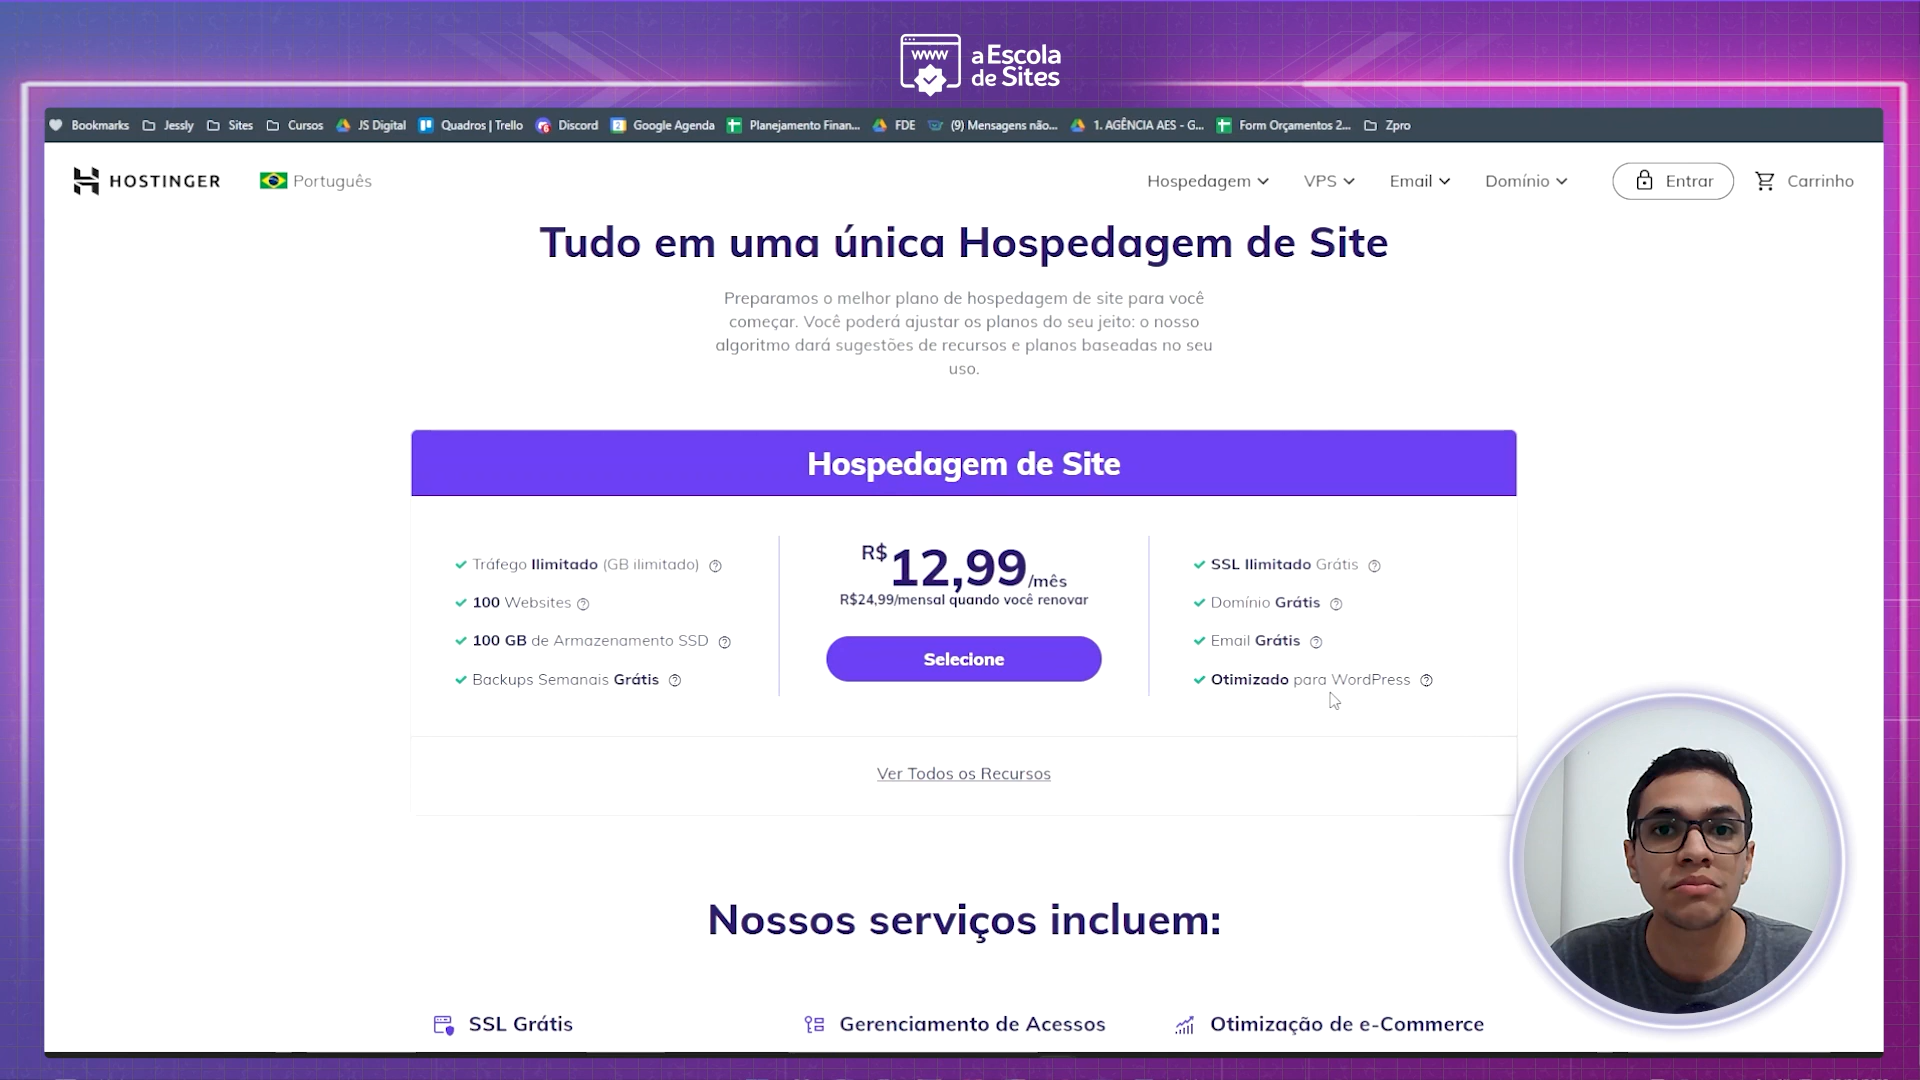 www
a Escola
de Sites
Bookmarks Jessly Sites Cursos JS Digital Quadros | Trello Discord Google Agenda Planejamento Finan... FDE (9) Mensagens não... 1. AGÊNCIA AES - G... Form Orçamentos 2... Zpro
HOSTINGER Português Hospedagem VPS Email Domínio Entrar Carrinho
Tudo em uma única Hospedagem de Site
Preparamos o melhor plano de hospedagem de site para você
começar. Você poderá ajustar os planos do seu jeito: o nosso
algoritmo dará sugestões de recursos e planos baseadas no seu
uso.
Hospedagem de Site
Tráfego Ilimitado (GB ilimitado)
100 Websites
100 GB de Armazenamento SSD
Backups Semanais Grátis
R$ 12,99 /mês
R$24,99/mensal quando você renovar
Selecione
SSL Ilimitado Grátis
Domínio Grátis
Email Grátis
Otimizado para WordPress
Ver Todos os Recursos
Nossos serviços incluem:
SSL Grátis Gerenciamento de Acessos Otimização de e-Commerce